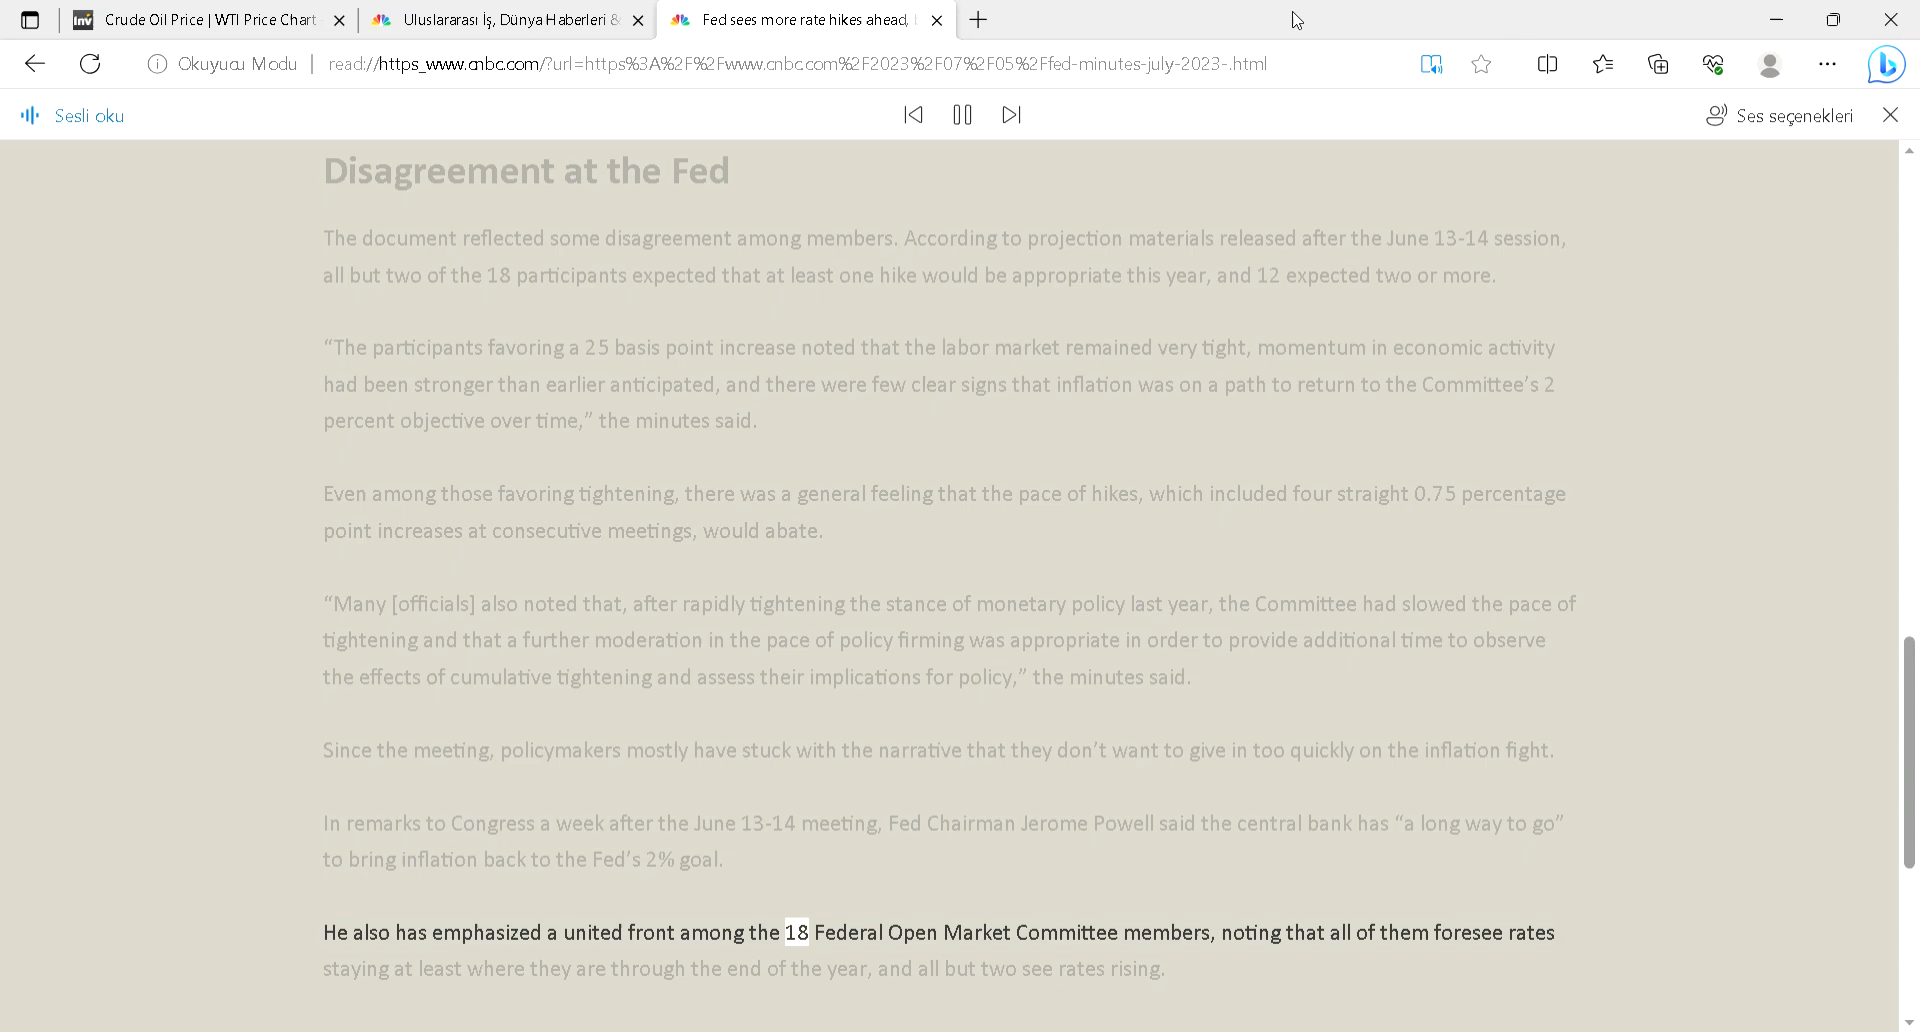 Crude Oil Price | WTI Price Chart
Uluslararası İş, Dünya Haberleri &
Fed sees more rate hikes ahead,
Okuyucu Modu
read://https_www.cnbc.com/?url=https%3A%2F%2Fwww.cnbc.com%2F2023%2F07%2F05%2Ffed-minutes-july-2023-.html
Sesli oku
Ses seçenekleri
Disagreement at the Fed
The document reflected some disagreement among members. According to projection materials released after the June 13-14 session,
all but two of the 18 participants expected that at least one hike would be appropriate this year, and 12 expected two or more.
“The participants favoring a 25 basis point increase noted that the labor market remained very tight, momentum in economic activity
had been stronger than earlier anticipated, and there were few clear signs that inflation was on a path to return to the Committee’s 2
percent objective over time,” the minutes said.
Even among those favoring tightening, there was a general feeling that the pace of hikes, which included four straight 0.75 percentage
point increases at consecutive meetings, would abate.
“Many [officials] also noted that, after rapidly tightening the stance of monetary policy last year, the Committee had slowed the pace of
tightening and that a further moderation in the pace of policy firming was appropriate in order to provide additional time to observe
the effects of cumulative tightening and assess their implications for policy,” the minutes said.
Since the meeting, policymakers mostly have stuck with the narrative that they don’t want to give in too quickly on the inflation fight.
In remarks to Congress a week after the June 13-14 meeting, Fed Chairman Jerome Powell said the central bank has “a long way to go”
to bring inflation back to the Fed’s 2% goal.
He also has emphasized a united front among the 18 Federal Open Market Committee members, noting that all of them foresee rates
staying at least where they are through the end of the year, and all but two see rates rising.